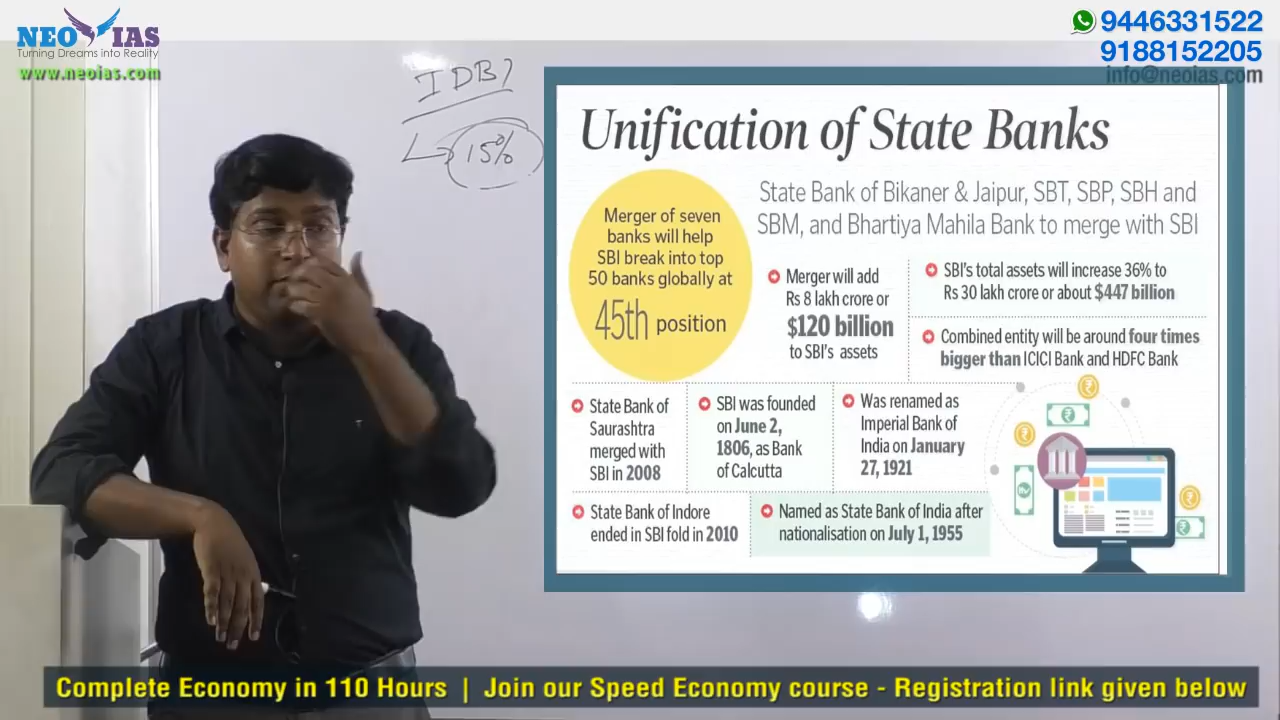 NEO IAS
Turning Dreams into Reality
www.neoias.com
9446331522
9188152205
info@neoias.com
IDBI
15%
Unification of State Banks
Merger of seven
banks will help
SBI break into top
50 banks globally at
45th position
State Bank of Bikaner & Jaipur, SBT, SBP, SBH and
SBM, and Bhartiya Mahila Bank to merge with SBI
Merger will add
Rs 8 lakh crore or
$120 billion
to SBI's assets
SBI's total assets will increase 36% to
Rs 30 lakh crore or about $447 billion
Combined entity will be around four times
bigger than ICICI Bank and HDFC Bank
State Bank of
Saurashtra
merged with
SBI in 2008
SBI was founded
on June 2,
1806, as Bank
of Calcutta
Was renamed as
Imperial Bank of
India on January
27, 1921
State Bank of Indore
ended in SBI fold in 2010
Named as State Bank of India after
nationalisation on July 1, 1955
Complete Economy in 110 Hours | Join our Speed Economy course - Registration link given below